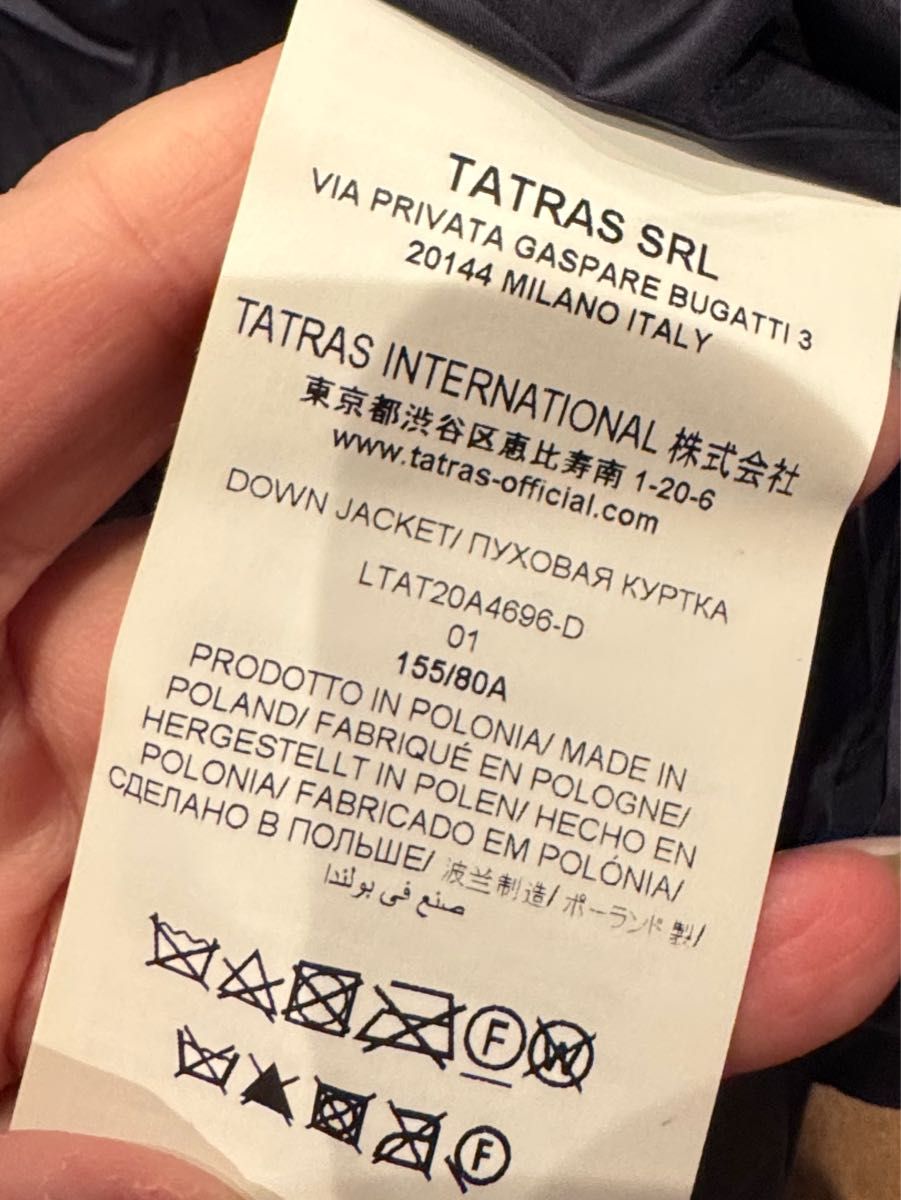 TATRAS SRL
VIA PRIVATA GASPARE BUGATTI 3
20144 MILANO ITALY
TATRAS INTERNATIONAL 株式会社
東京都渋谷区恵比寿南 1-20-6
www.tatras-official.com
DOWN JACKET/ ПУХОВАЯ КУРТКА
LTAT20A4696-D
01
155/80A
PRODOTTO IN POLONIA/ MADE IN
POLAND/ FABRIQUÉ EN POLOGNE/
HERGESTELLT IN POLEN/ HECHO EN
POLONIA/ FABRICADO EM POLÓNIA/
СДЕЛАНО В ПОЛЬШЕ/ 波兰制造/ ポーランド製/
صنع في بولندا
F W
F